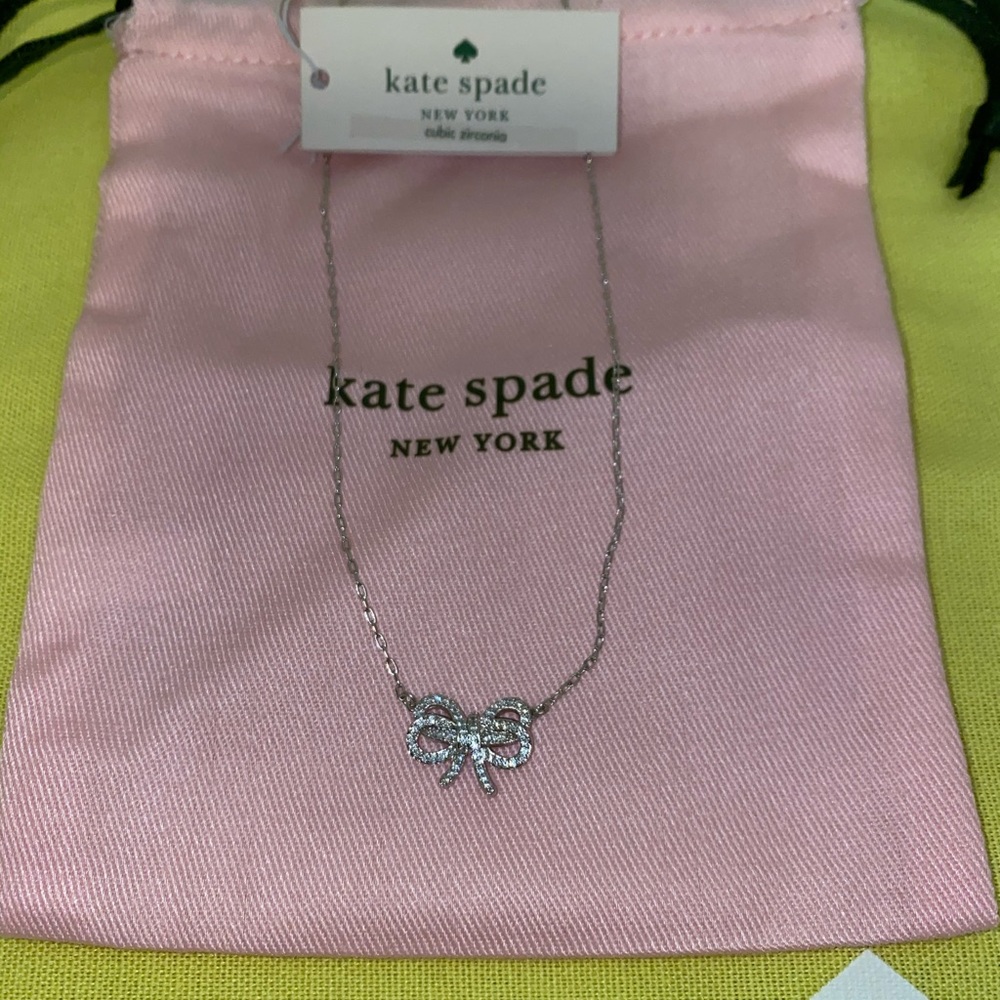 kate spade
NEW YORK
cubic zirconia
kate spade
NEW YORK